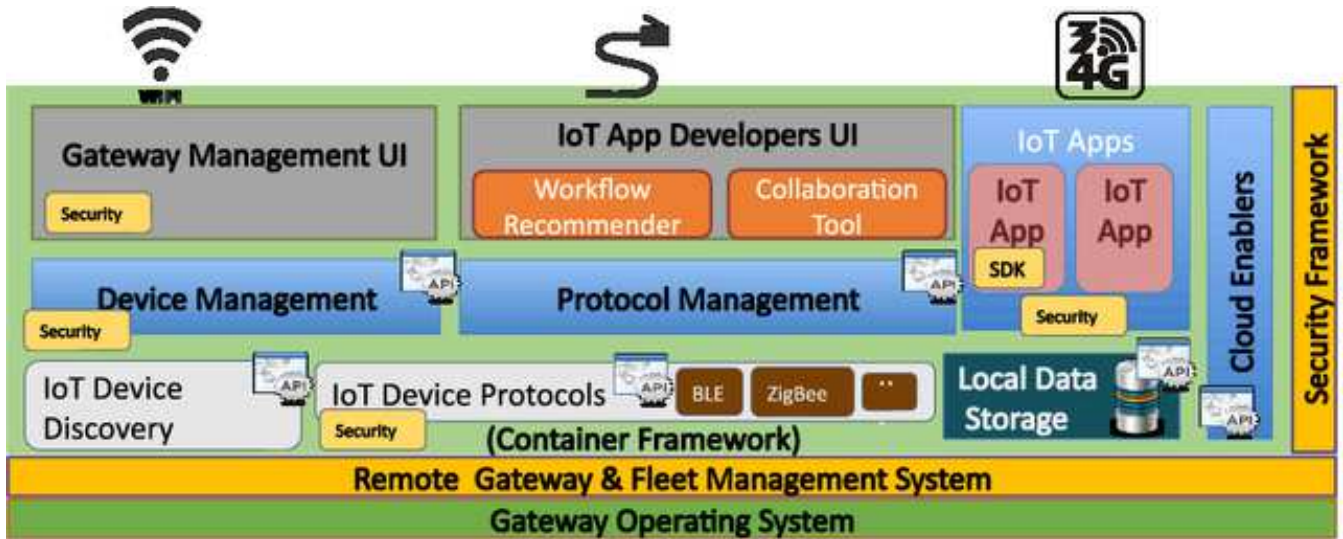 WiFi
3G
4G
Gateway Management UI
Security
IoT App Developers UI
Workflow
Recommender
Collaboration
Tool
IoT Apps
IoT
App
SDK
IoT
App
Security
Cloud Enablers
Security Framework
Device Management
API
Security
Protocol Management
API
IoT Device
Discovery
API
IoT Device Protocols
API
BLE
ZigBee
..
Security
(Container Framework)
Local Data
Storage
API
API
Remote Gateway & Fleet Management System
Gateway Operating System